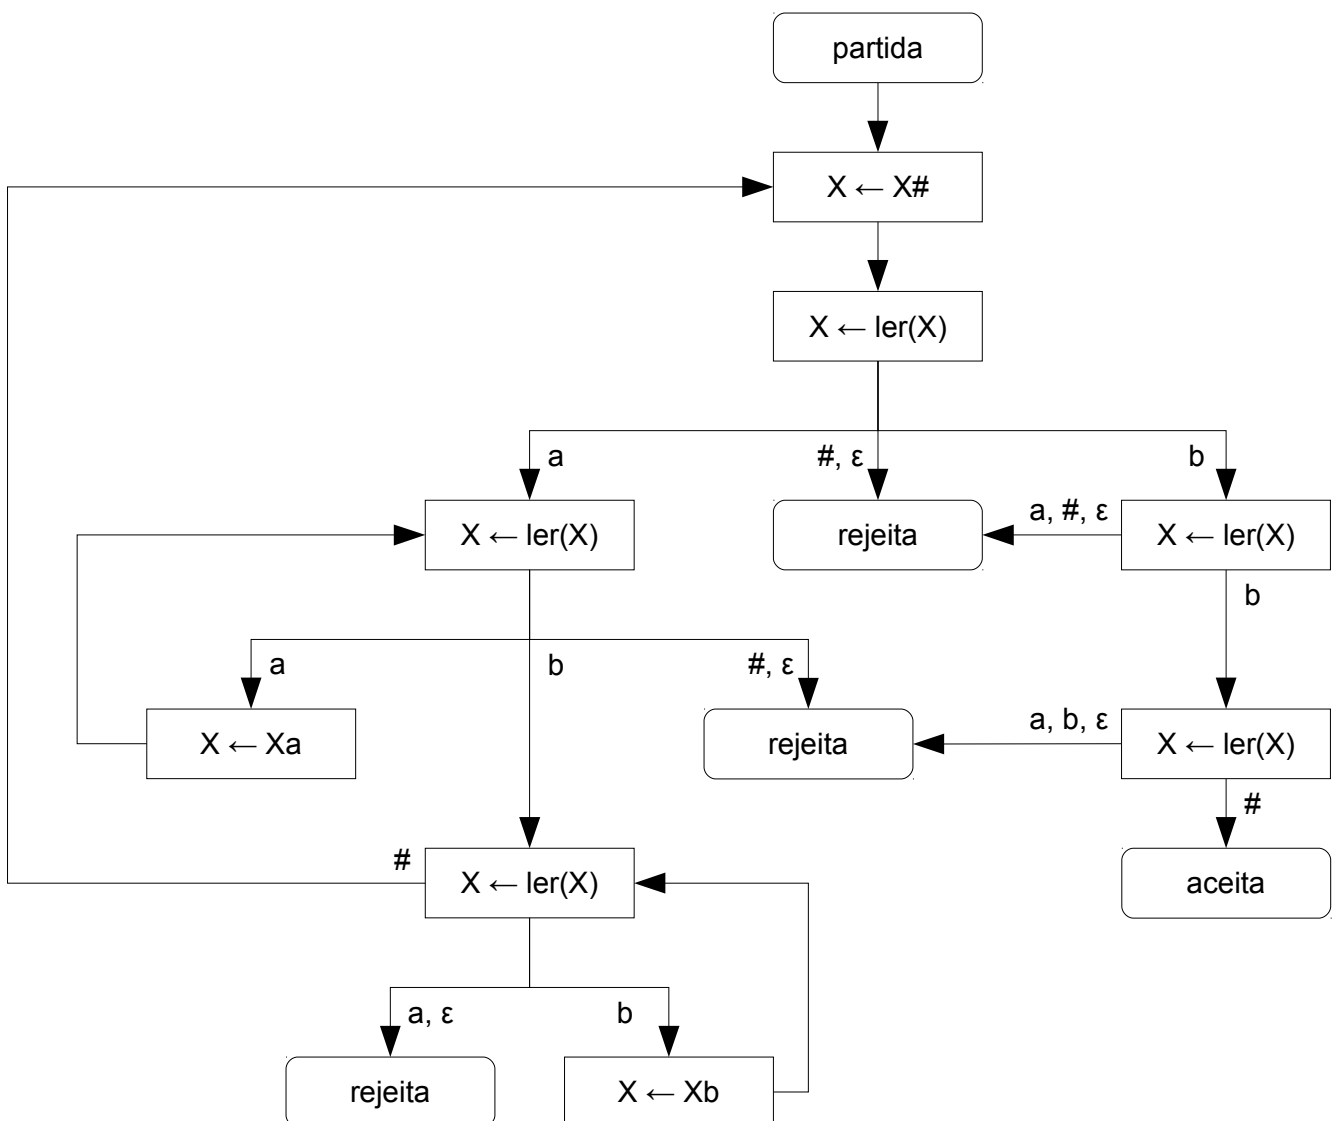 partida
X ← X#
X ← ler(X)
a
#, ε
b
X ← ler(X)
rejeita
a, #, ε
X ← ler(X)
a
b
#, ε
b
X ← Xa
rejeita
a, b, ε
X ← ler(X)
#
X ← ler(X)
#
aceita
a, ε
b
rejeita
X ← Xb